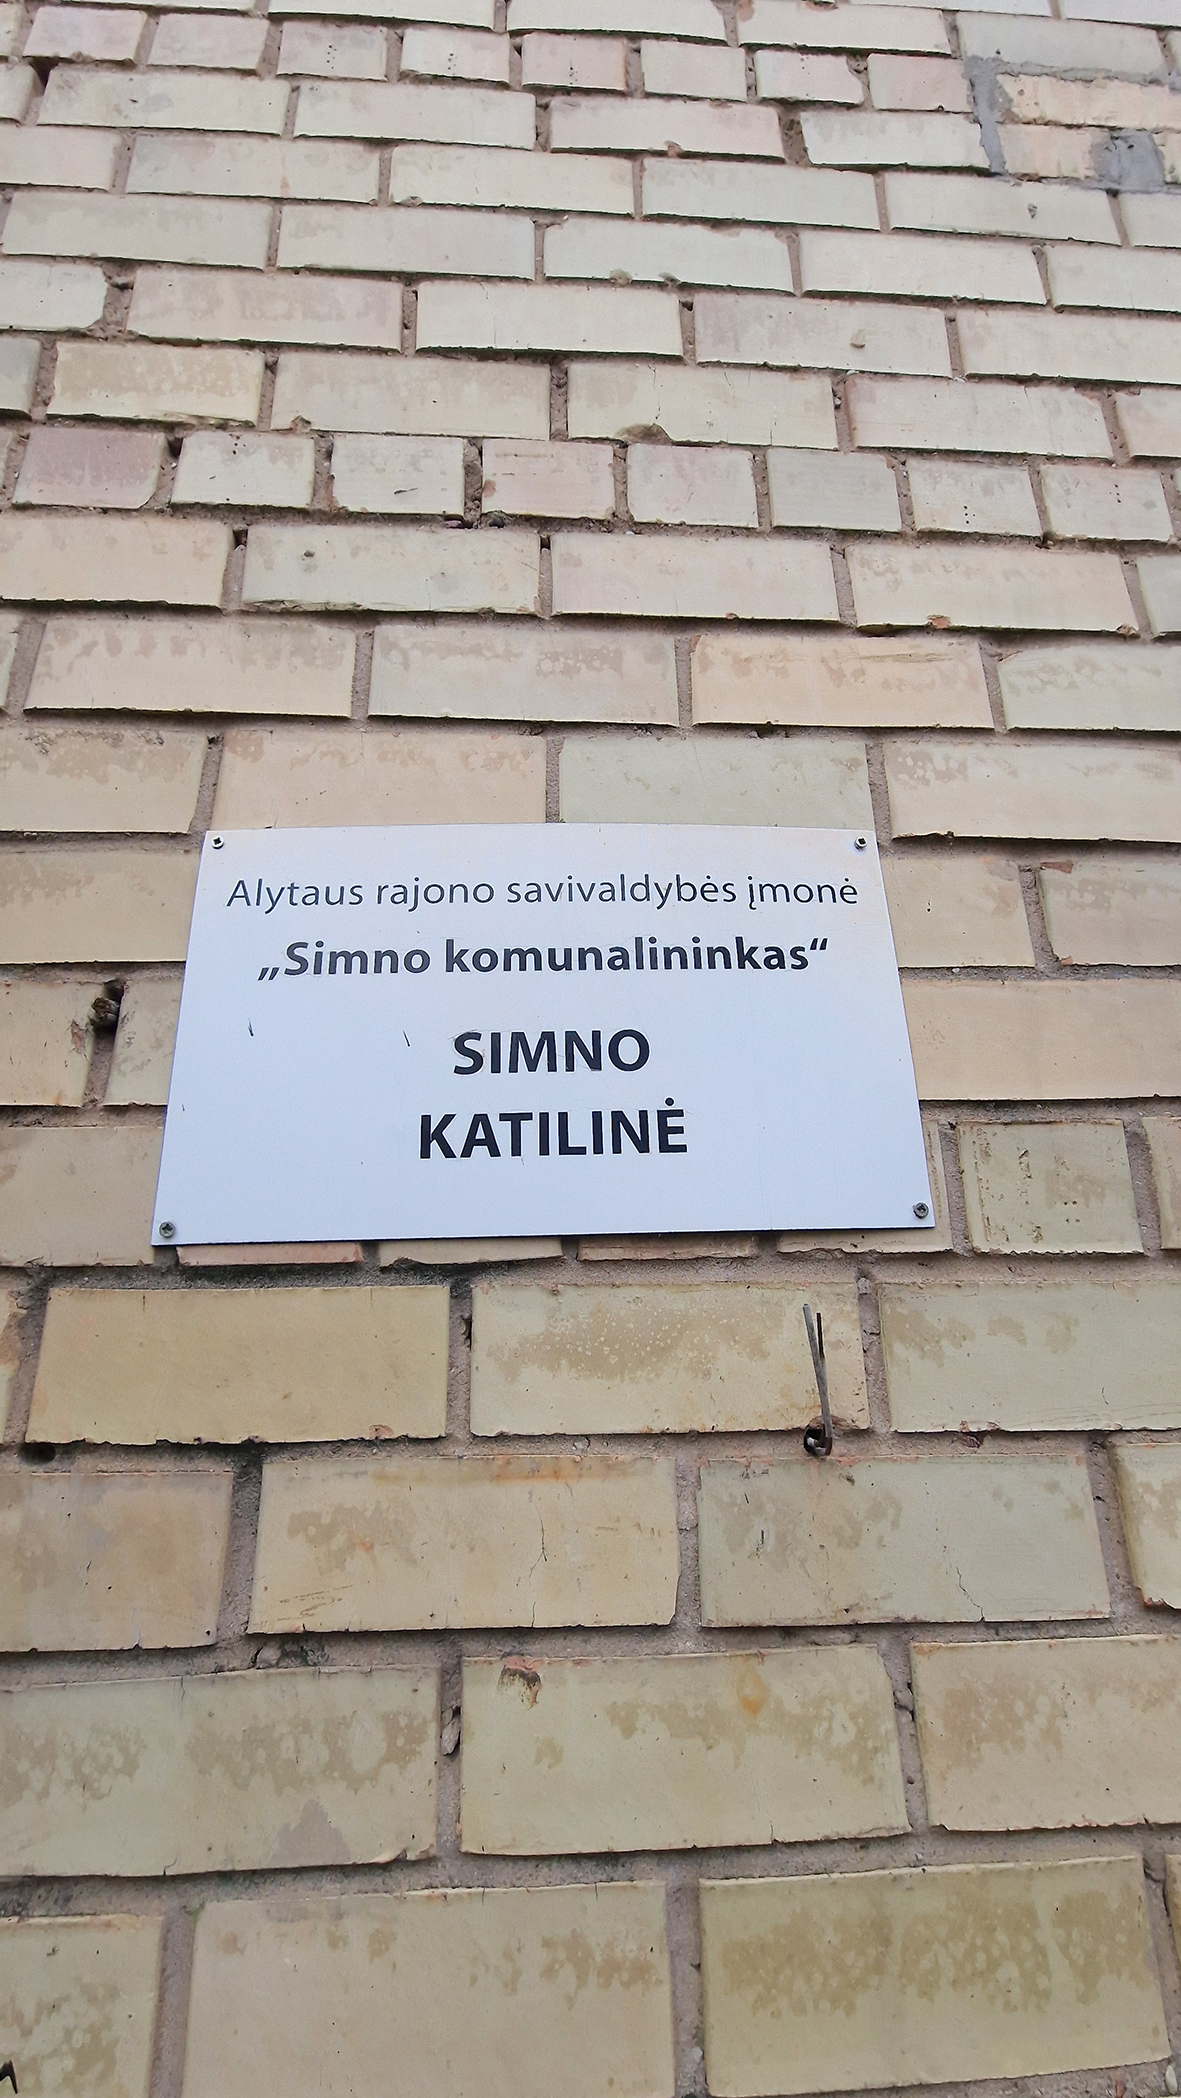 Alytaus rajono savivaldybės įmonė
„Simno komunalininkas“
SIMNO
KATILINĖ